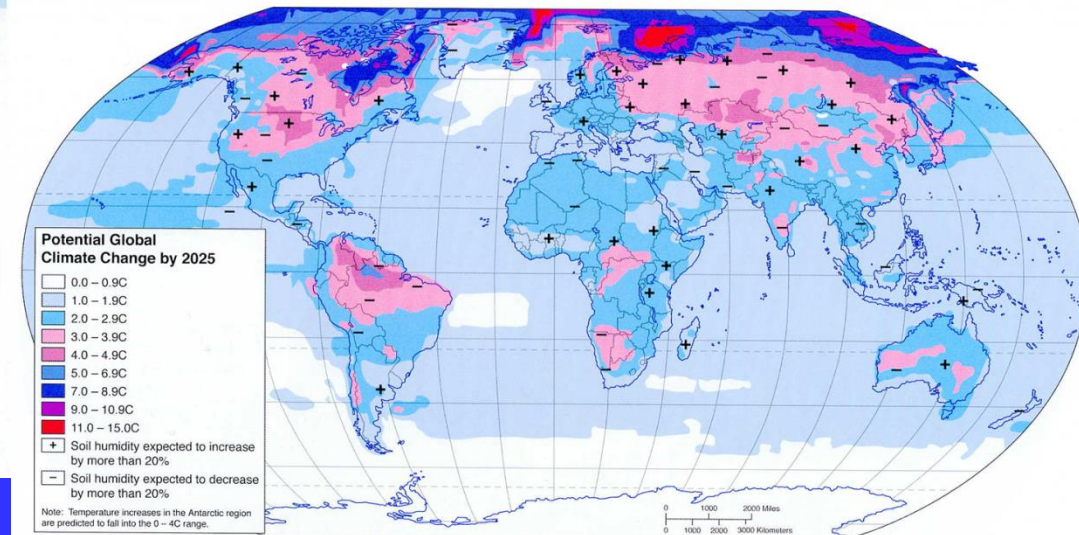 Potential Global
Climate Change by 2025
0.0 – 0.9C
1.0 – 1.9C
2.0 – 2.9C
3.0 – 3.9C
4.0 – 4.9C
5.0 – 6.9C
7.0 – 8.9C
9.0 – 10.9C
11.0 – 15.0C
+ Soil humidity expected to increase
by more than 20%
– Soil humidity expected to decrease
by more than 20%
Note: Temperature increases in the Antarctic region
are predicted to fall into the 0 – 4C range.
0 1000 2000 Miles
0 1000 2000 3000 Kilometers